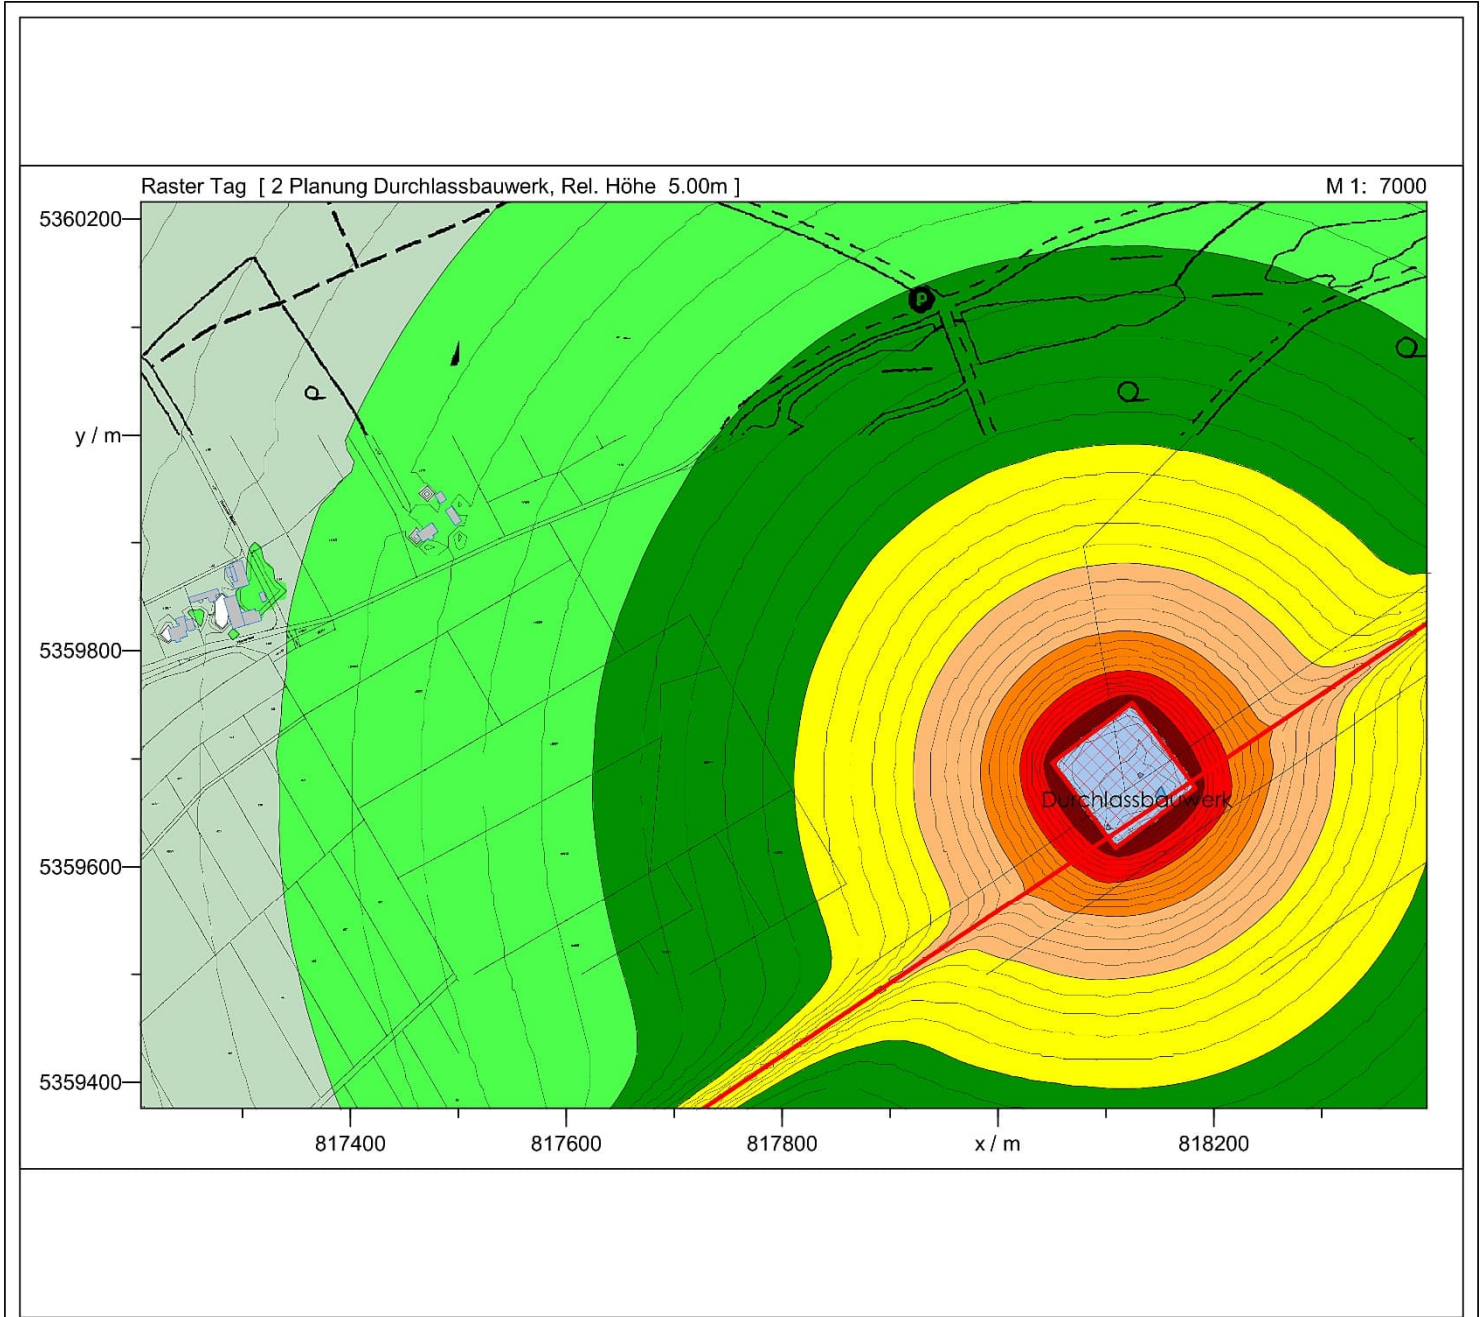 Raster Tag [ 2 Planung Durchlassbauwerk, Rel. Höhe 5.00m ] M 1: 7000
5360200
P
y / m
5359800
Durchlassbauwerk
5359600
5359400
817400 817600 817800 x / m 818200